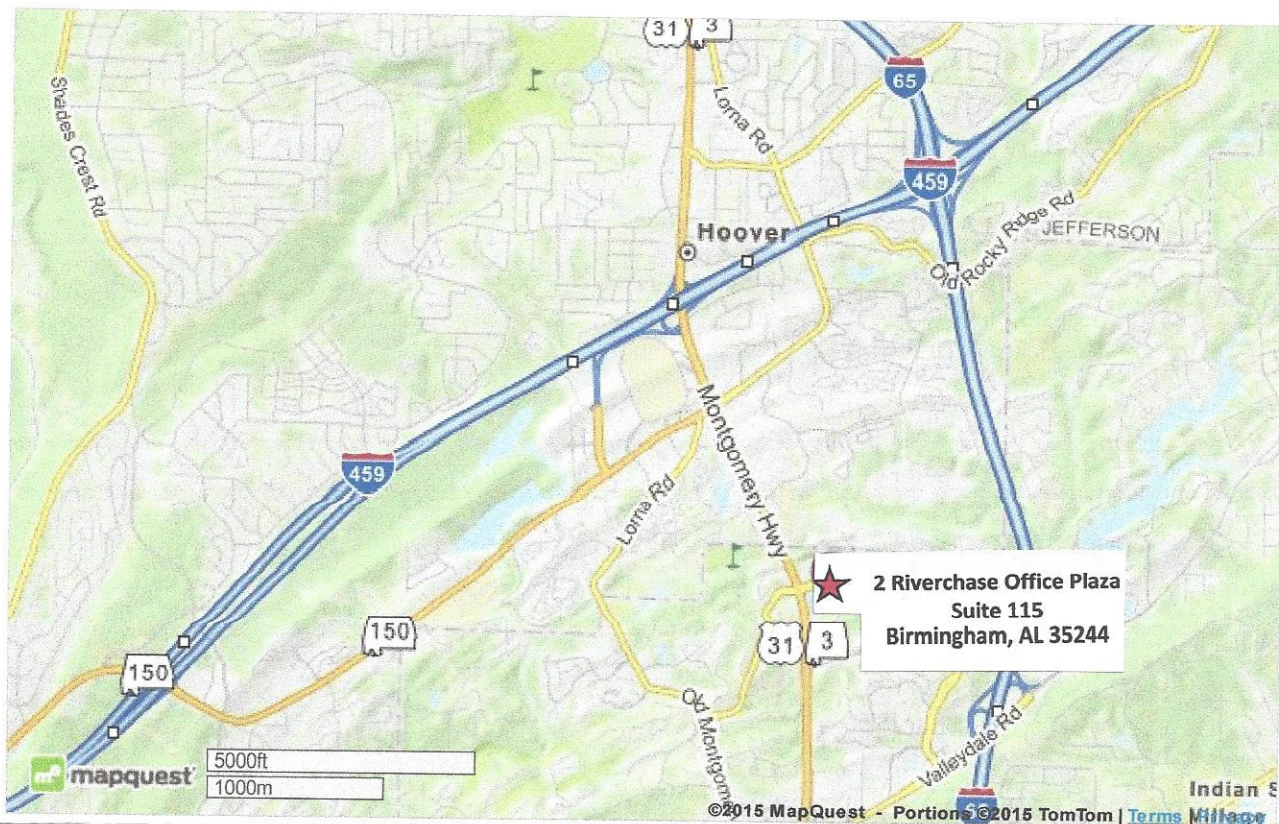 31
3
65
Shades Crest Rd
Lorna Rd
459
Hoover
Old Rocky Ridge Rd
JEFFERSON
Montgomery Hwy
459
Lorna Rd
2 Riverchase Office Plaza
Suite 115
Birmingham, AL 35244
150
31
3
150
Old Montgom
Valleydale Rd
mapquest
5000ft
1000m
Indian
©2015 MapQuest - Portions ©2015 TomTom | Terms
Village